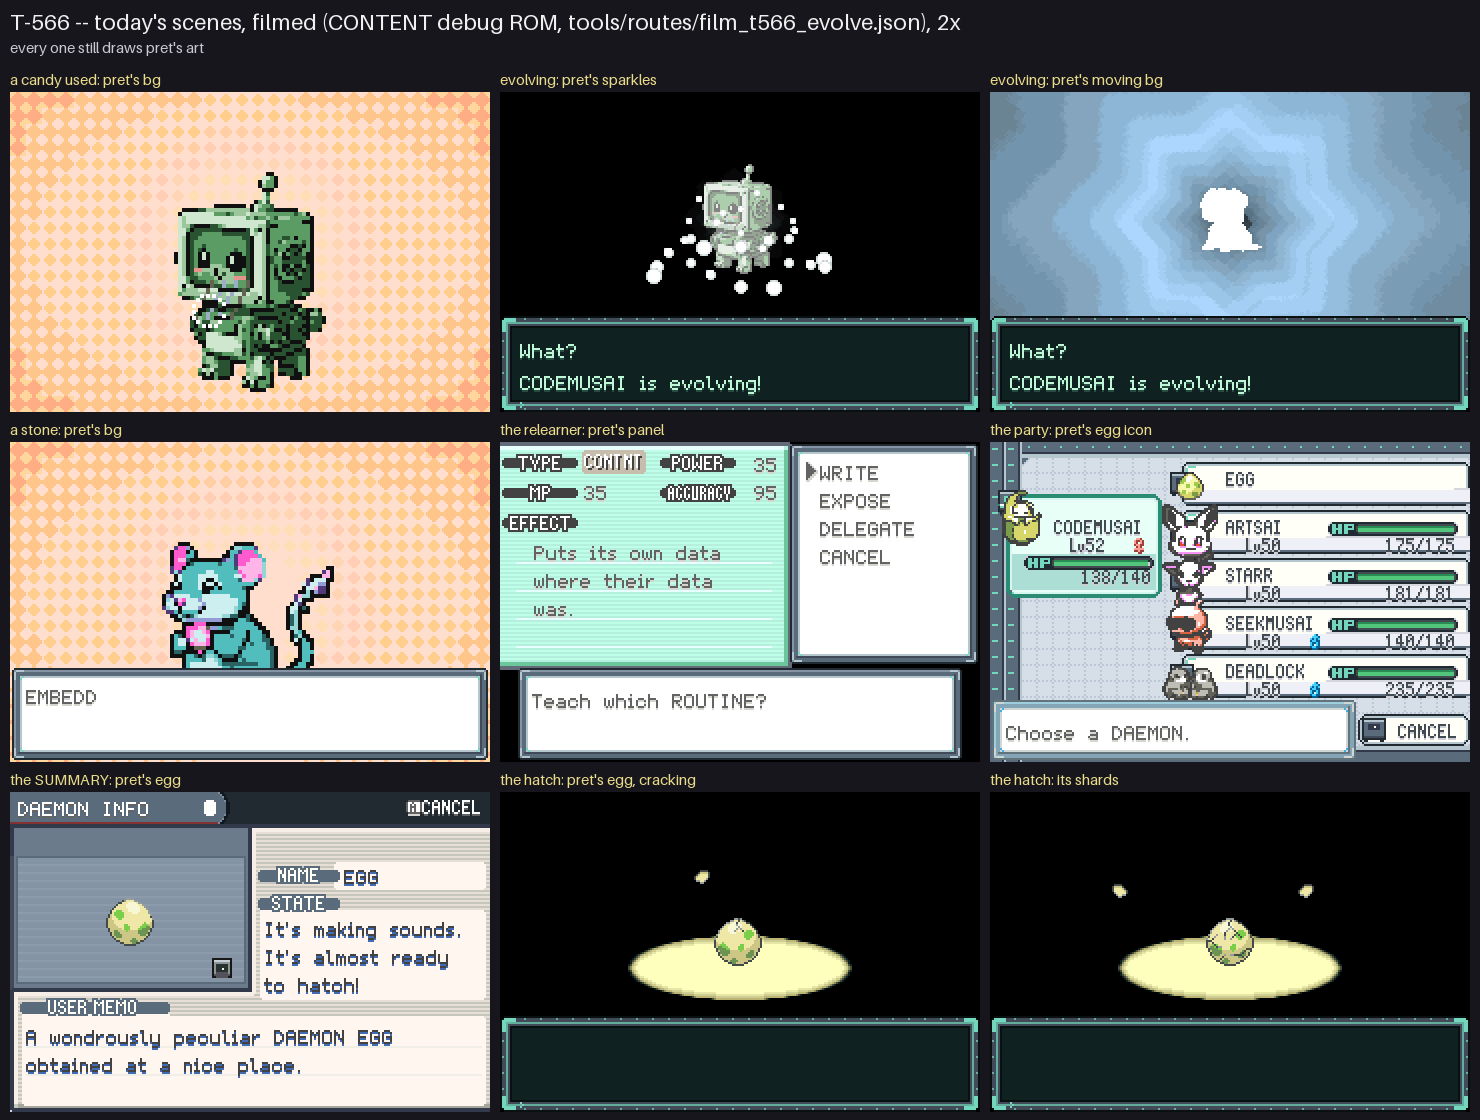 T-566 -- today's scenes, filmed (CONTENT debug ROM, tools/routes/film_t566_evolve.json), 2x
every one still draws pret's art
a candy used: pret's bg
evolving: pret's sparkles
evolving: pret's moving bg
What?
CODEMUSAI is evolving!
What?
CODEMUSAI is evolving!
a stone: pret's bg
the relearner: pret's panel
the party: pret's egg icon
EMBEDD
TYPE CONTNT POWER 35
MP 35 ACCURACY 95
EFFECT
Puts its own data
where their data
was.
WRITE
EXPOSE
DELEGATE
CANCEL
Teach which ROUTINE?
CODEMUSAI
Lv52
HP
138/140
EGG
ARTSAI HP
Lv50 175/175
STARR HP
Lv50 181/181
SEEKMUSAI HP
Lv50 140/140
DEADLOCK HP
Lv50 235/235
Choose a DAEMON.
CANCEL
the SUMMARY: pret's egg
the hatch: pret's egg, cracking
the hatch: its shards
DAEMON INFO
CANCEL
NAME EGG
STATE
It's making sounds.
It's almost ready
to hatch!
USER MEMO
A wondrously peculiar DAEMON EGG
obtained at a nice place.